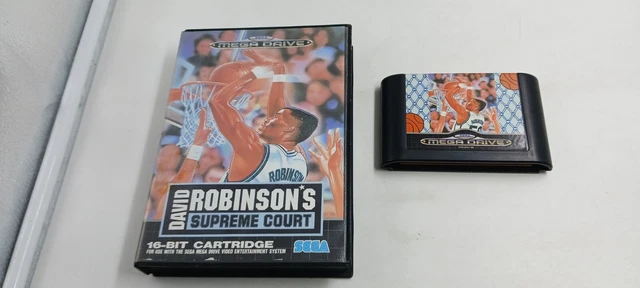 MEGA DRIVE
ROBINSON
DAVID
ROBINSON'S
SUPREME COURT
16-BIT CARTRIDGE
FOR USE WITH THE SEGA MEGA DRIVE VIDEO ENTERTAINMENT SYSTEM
SEGA
MEGA DRIVE